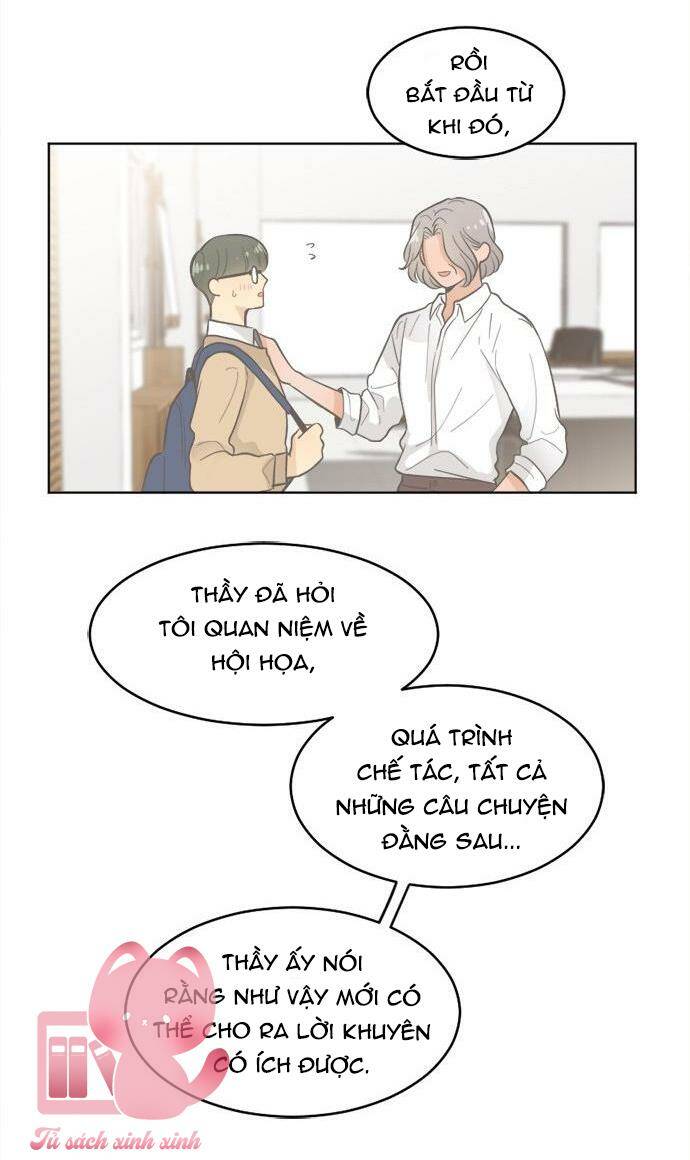 RỒI
BẮT ĐẦU TỪ
KHI ĐÓ,
THẦY ĐÃ HỎI
TÔI QUAN NIỆM VỀ
HỘI HỌA,
QUÁ TRÌNH
CHẾ TÁC, TẤT CẢ
NHỮNG CÂU CHUYỆN
ĐẰNG SAU...
THẦY ẤY NÓI
RẰNG NHƯ VẬY MỚI CÓ
THỂ CHO RA LỜI KHUYÊN
CÓ ÍCH ĐƯỢC.
Tủ sách xinh xinh